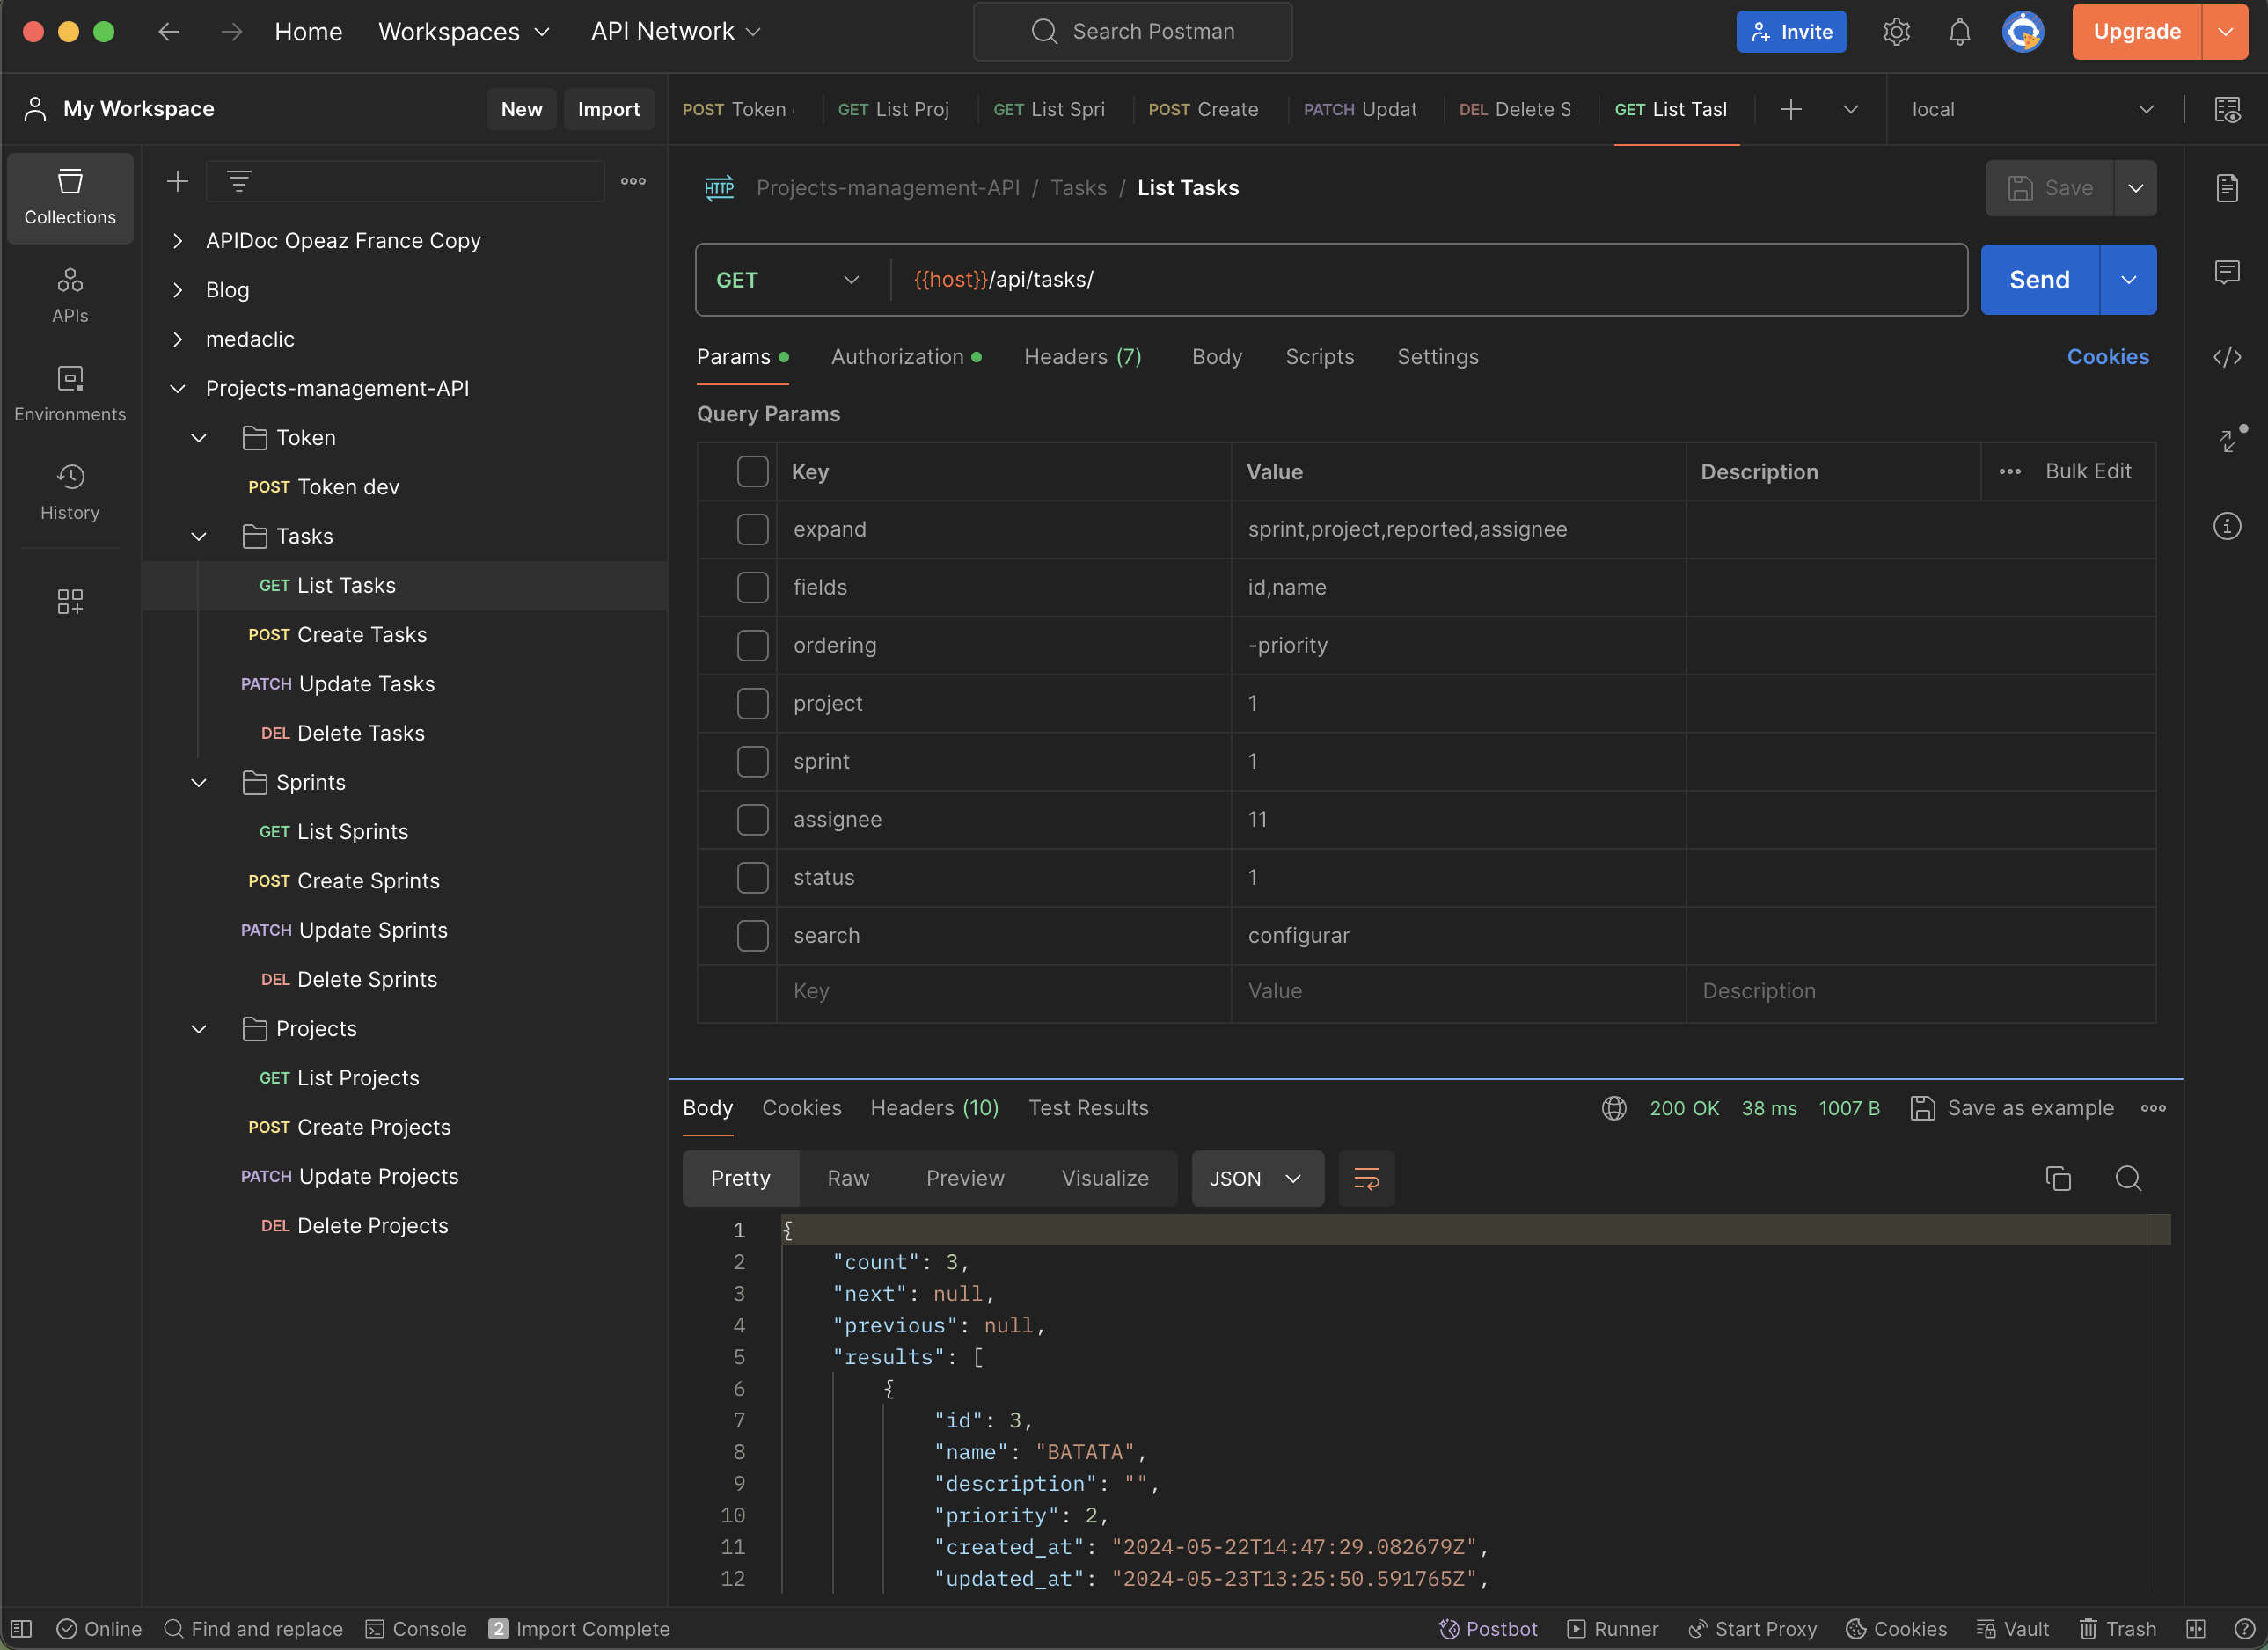 Home Workspaces API Network Search Postman Invite Upgrade
My Workspace New Import
POST Token GET List Proj GET List Spri POST Create PATCH Updat DEL Delete S GET List Tasl local
Collections
APIs
Environments
History
APIDoc Opeaz France Copy
Blog
medaclic
Projects-management-API
Token
POST Token dev
Tasks
GET List Tasks
POST Create Tasks
PATCH Update Tasks
DEL Delete Tasks
Sprints
GET List Sprints
POST Create Sprints
PATCH Update Sprints
DEL Delete Sprints
Projects
GET List Projects
POST Create Projects
PATCH Update Projects
DEL Delete Projects
HTTP Projects-management-API / Tasks / List Tasks Save
GET {{host}}/api/tasks/ Send
Params Authorization Headers (7) Body Scripts Settings Cookies
Query Params
Key Value Description Bulk Edit
expand sprint,project,reported,assignee
fields id,name
ordering -priority
project 1
sprint 1
assignee 11
status 1
search configurar
Key Value Description
Body Cookies Headers (10) Test Results 200 OK 38 ms 1007 B Save as example
Pretty Raw Preview Visualize JSON
1 {
2 "count": 3,
3 "next": null,
4 "previous": null,
5 "results": [
6 {
7 "id": 3,
8 "name": "BATATA",
9 "description": "",
10 "priority": 2,
11 "created_at": "2024-05-22T14:47:29.082679Z",
12 "updated_at": "2024-05-23T13:25:50.591765Z",
Online Find and replace Console 2 Import Complete Postbot Runner Start Proxy Cookies Vault Trash